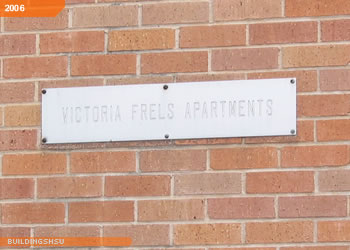 2006
VICTORIA FRELS APARTMENTS
BUILDINGSHSU